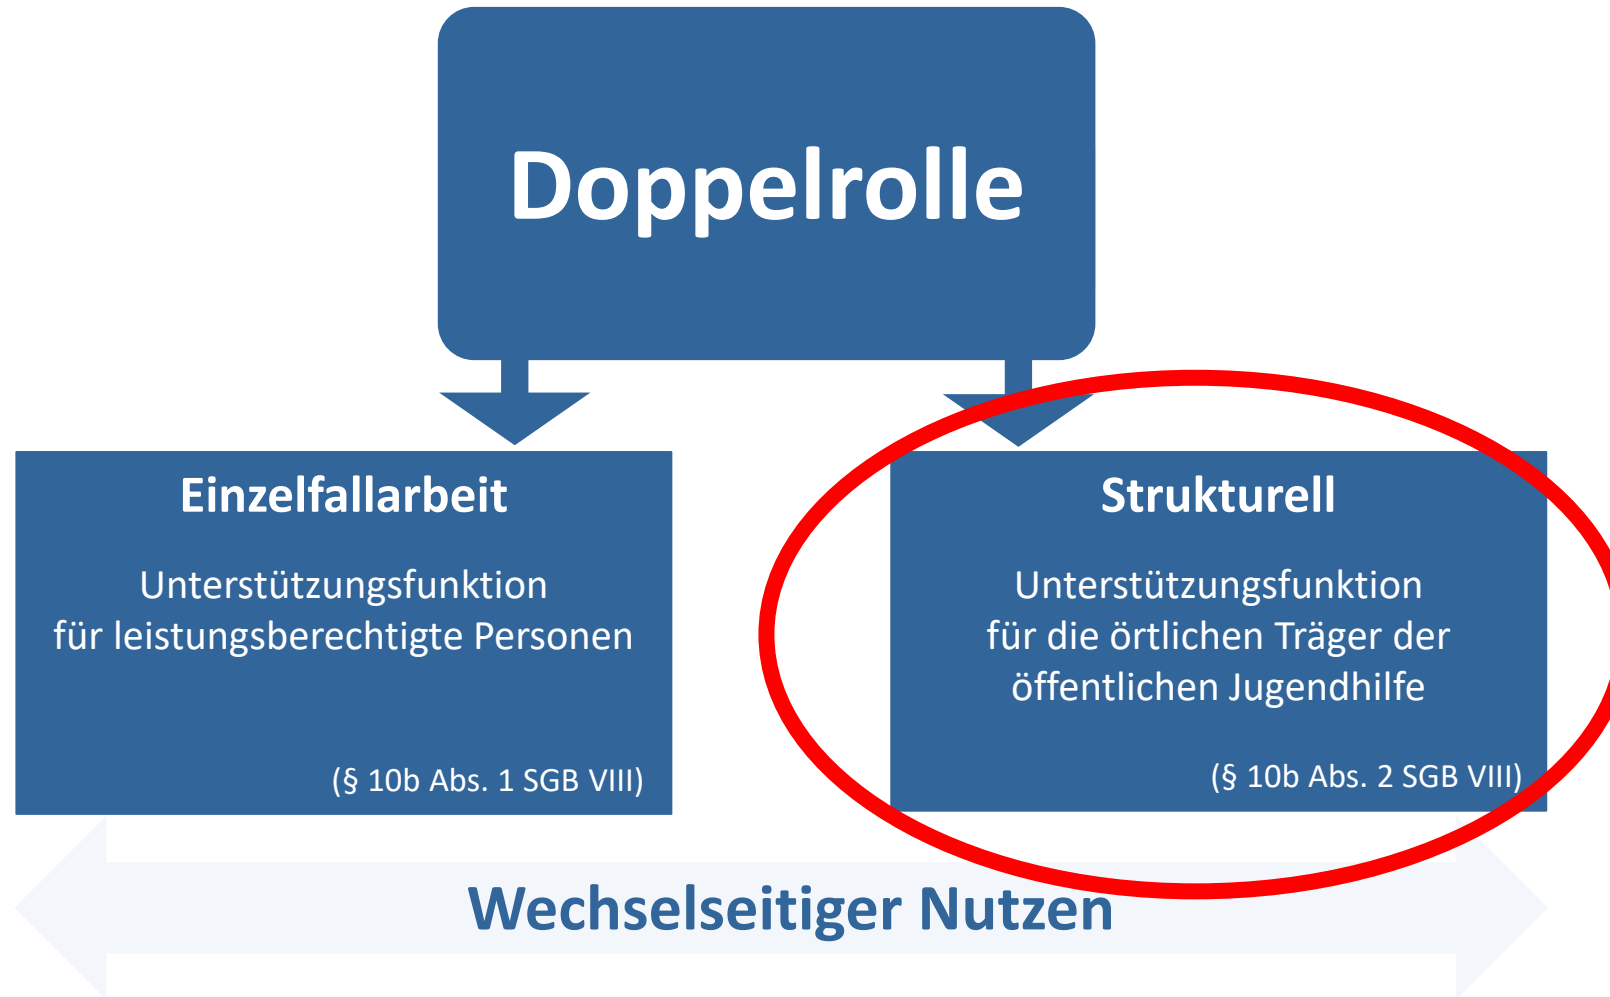 Doppelrolle
Einzelfallarbeit
Unterstützungsfunktion
für leistungsberechtigte Personen
(§ 10b Abs. 1 SGB VIII)
Strukturell
Unterstützungsfunktion
für die örtlichen Träger der
öffentlichen Jugendhilfe
(§ 10b Abs. 2 SGB VIII)
Wechselseitiger Nutzen